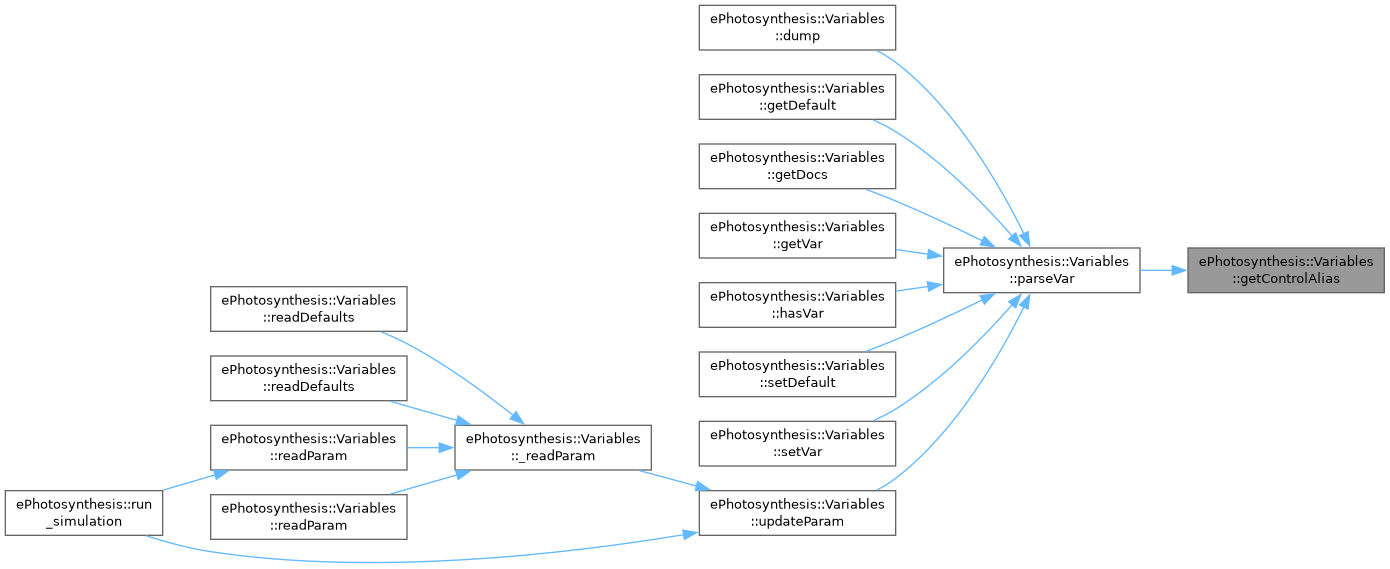 ePhotosynthesis::Variables
::dump
ePhotosynthesis::Variables
::getDefault
ePhotosynthesis::Variables
::getDocs
ePhotosynthesis::Variables
::getVar
ePhotosynthesis::Variables
::parseVar
ePhotosynthesis::Variables
::getControlAlias
ePhotosynthesis::Variables
::hasVar
ePhotosynthesis::Variables
::readDefaults
ePhotosynthesis::Variables
::setDefault
ePhotosynthesis::Variables
::readDefaults
ePhotosynthesis::Variables
::setVar
ePhotosynthesis::Variables
::readParam
ePhotosynthesis::Variables
::_readParam
ePhotosynthesis::run
_simulation
ePhotosynthesis::Variables
::readParam
ePhotosynthesis::Variables
::updateParam